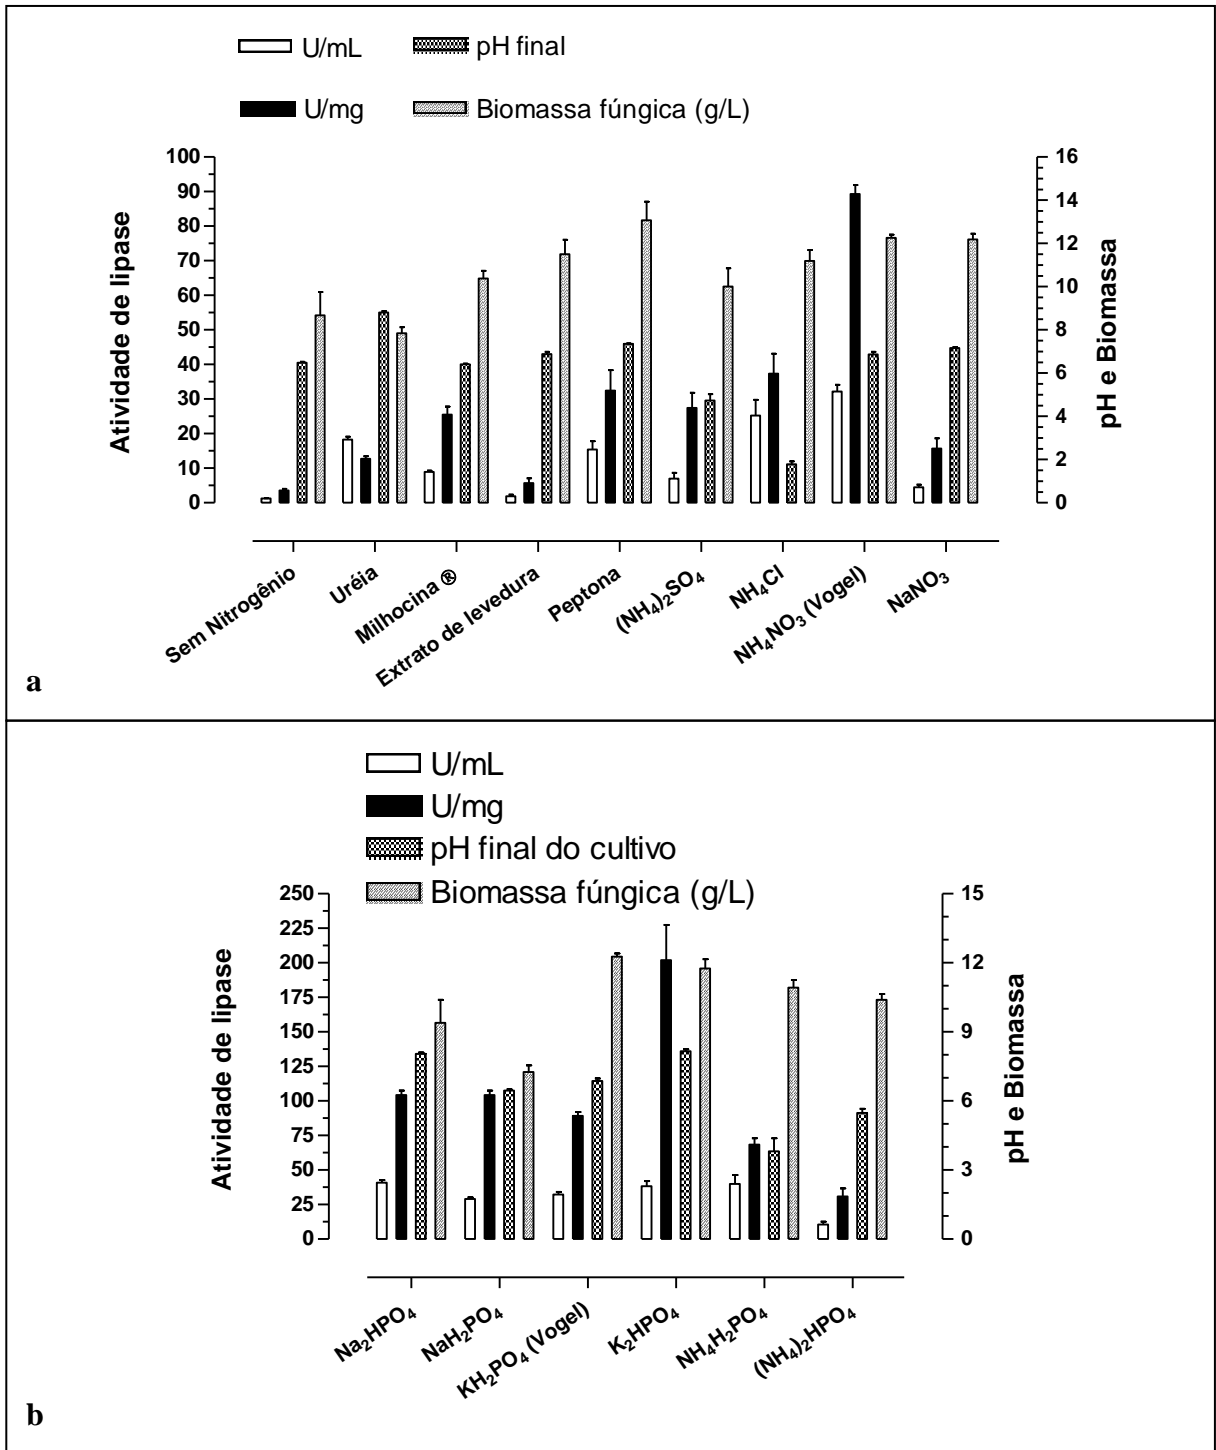 U/mL
pH final
U/mg
Biomassa fúngica (g/L)
100
90
80
70
60
50
40
30
20
10
0
Atividade de lipase
16
14
12
10
8
6
4
2
0
pH e Biomassa
Sem Nitrogênio
Uréia
Milhocina ®
Extrato de levedura
Peptona
(NH₄)₂SO₄
NH₄Cl
NH₄NO₃ (Vogel)
NaNO₃
a
U/mL
U/mg
pH final do cultivo
Biomassa fúngica (g/L)
250
225
200
175
150
125
100
75
50
25
0
Atividade de lipase
15
12
9
6
3
0
pH e Biomassa
Na₂HPO₄
NaH₂PO₄
KH₂PO₄ (Vogel)
K₂HPO₄
NH₄H₂PO₄
(NH₄)₂HPO₄
b